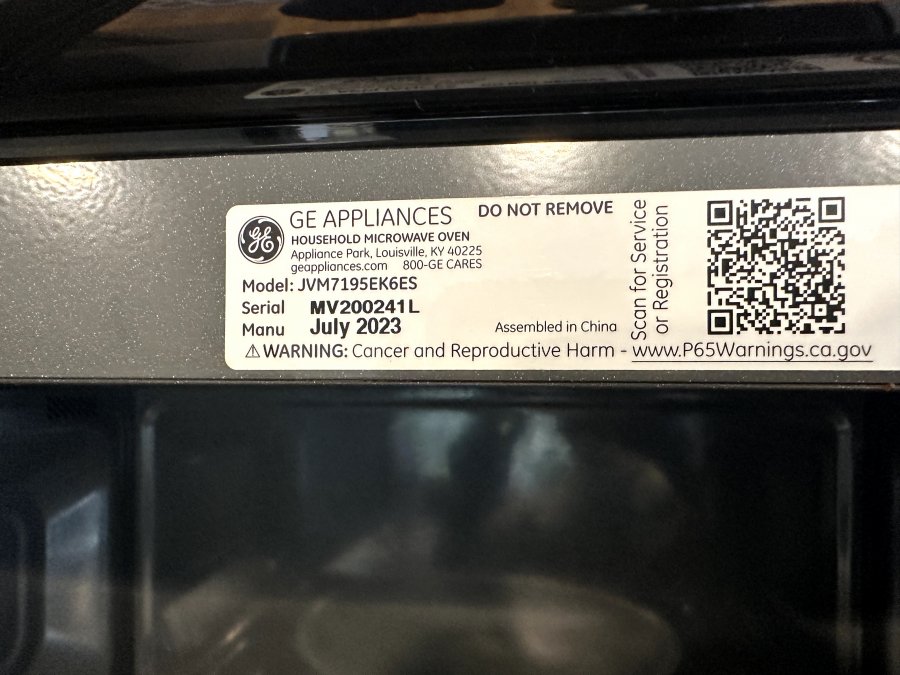 GE APPLIANCES
DO NOT REMOVE
HOUSEHOLD MICROWAVE OVEN
Appliance Park, Louisville, KY 40225
geappliances.com 800-GE CARES
Model: JVM7195EK6ES
Serial MV200241L
Manu July 2023
Assembled in China
Scan for Service
or Registration
⚠WARNING: Cancer and Reproductive Harm - www.P65Warnings.ca.gov